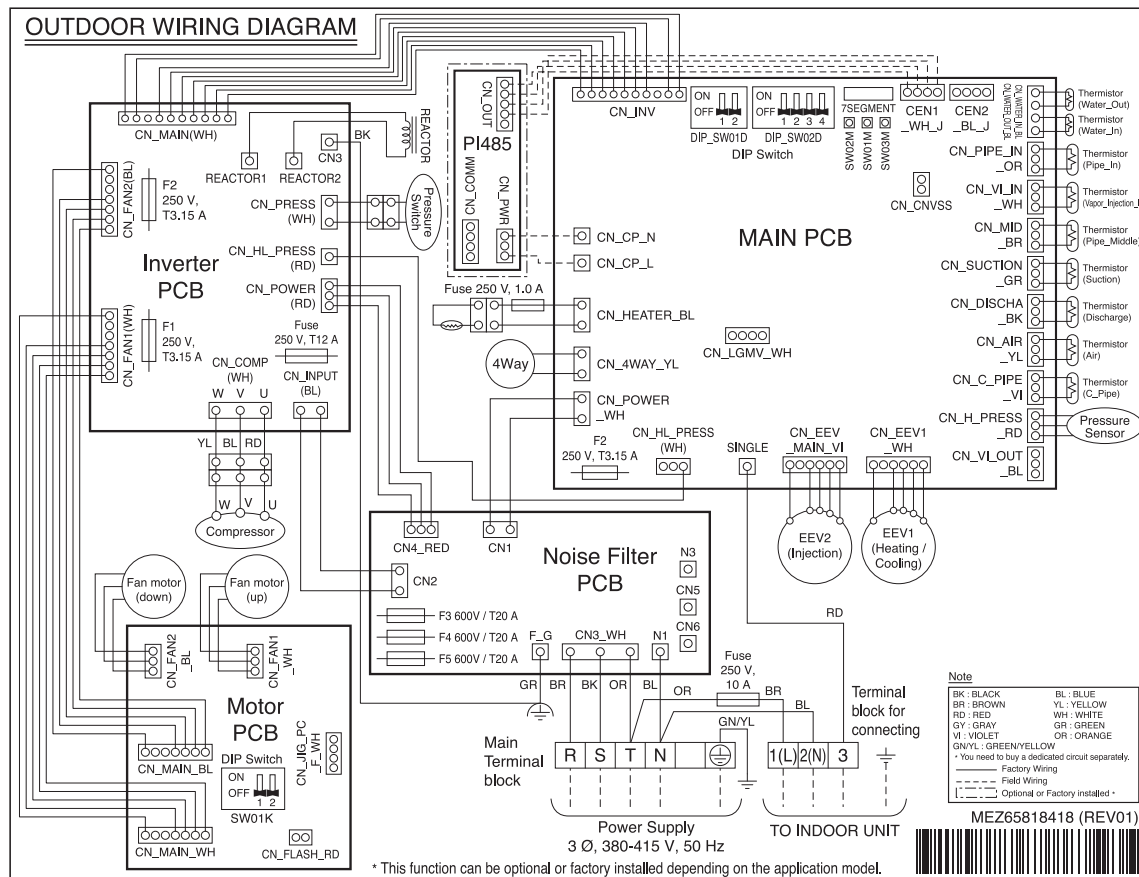 OUTDOOR WIRING DIAGRAM
CN_MAIN(WH)
REACTOR1
REACTOR2
BK
CN3
REACTOR
CN_FAN2(BL)
F2
250 V,
T3.15 A
CN_PRESS
(WH)
Pressure
Switch
Inverter
PCB
CN_HL_PRESS
(RD)
CN_POWER
(RD)
CN_FAN1(WH)
F1
250 V,
T3.15 A
Fuse
250 V, T12 A
CN_COMP
(WH)
CN_INPUT
(BL)
W V U
YL BL RD
W V U
Compressor
CN_OUT
PI485
CN_COMM
CN_PWR
Fuse 250 V, 1.0 A
4Way
CN_INV
ON
OFF
1 2
DIP_SW01D
ON
OFF
1 2 3 4
DIP_SW02D
DIP Switch
7SEGMENT
SW02M
SW01M
SW03M
CEN1
_WH_J
CEN2
_BL_J
CN_WATER_IN_BL
CN_WATER_OUT_BL
CN_CNVSS
MAIN PCB
CN_CP_N
CN_CP_L
CN_HEATER_BL
CN_4WAY_YL
CN_POWER
_WH
CN_LGMV_WH
F2
250 V, T3.15 A
CN_HL_PRESS
(WH)
SINGLE
CN_EEV
_MAIN_VI
CN_EEV1
_WH
EEV2
(Injection)
EEV1
(Heating /
Cooling)
CN_PIPE_IN
_OR
CN_VI_IN
_WH
CN_MID
_BR
CN_SUCTION
_GR
CN_DISCHA
_BK
CN_AIR
_YL
CN_C_PIPE
_VI
CN_H_PRESS
_RD
CN_VI_OUT
_BL
Thermistor
(Water_Out)
Thermistor
(Water_In)
Thermistor
(Pipe_In)
Thermistor
Thermistor
(Pipe_Middle)
Thermistor
(Suction)
Thermistor
(Discharge)
Thermistor
(Air)
Thermistor
(C_Pipe)
Pressure
Sensor
CN4_RED
CN1
CN2
Noise Filter
PCB
N3
CN5
CN6
F3 600V / T20 A
F4 600V / T20 A
F5 600V / T20 A
F_G
CN3_WH
N1
GR BR BK OR BL
OR
Fuse
250 V,
10 A
BR
BL
RD
GN/YL
Main
Terminal
block
R S T N
1(L) 2(N) 3
Terminal
block for
connecting
Power Supply
3 Ø, 380-415 V, 50 Hz
TO INDOOR UNIT
Fan motor
(down)
Fan motor
(up)
CN_FAN2
_BL
CN_FAN1
_WH
Motor
PCB
CN_JIG_PC
F_WH
CN_MAIN_BL
DIP Switch
ON
OFF
1 2
SW01K
CN_MAIN_WH
CN_FLASH_RD
Note
BK : BLACK BL : BLUE
BR : BROWN YL : YELLOW
RD : RED WH : WHITE
GY : GRAY GR : GREEN
VI : VIOLET OR : ORANGE
GN/YL : GREEN/YELLOW
* You need to buy a dedicated circuit separately.
Factory Wiring
Field Wiring
Optional or Factory installed *
MEZ65818418 (REV01)
* This function can be optional or factory installed depending on the application model.